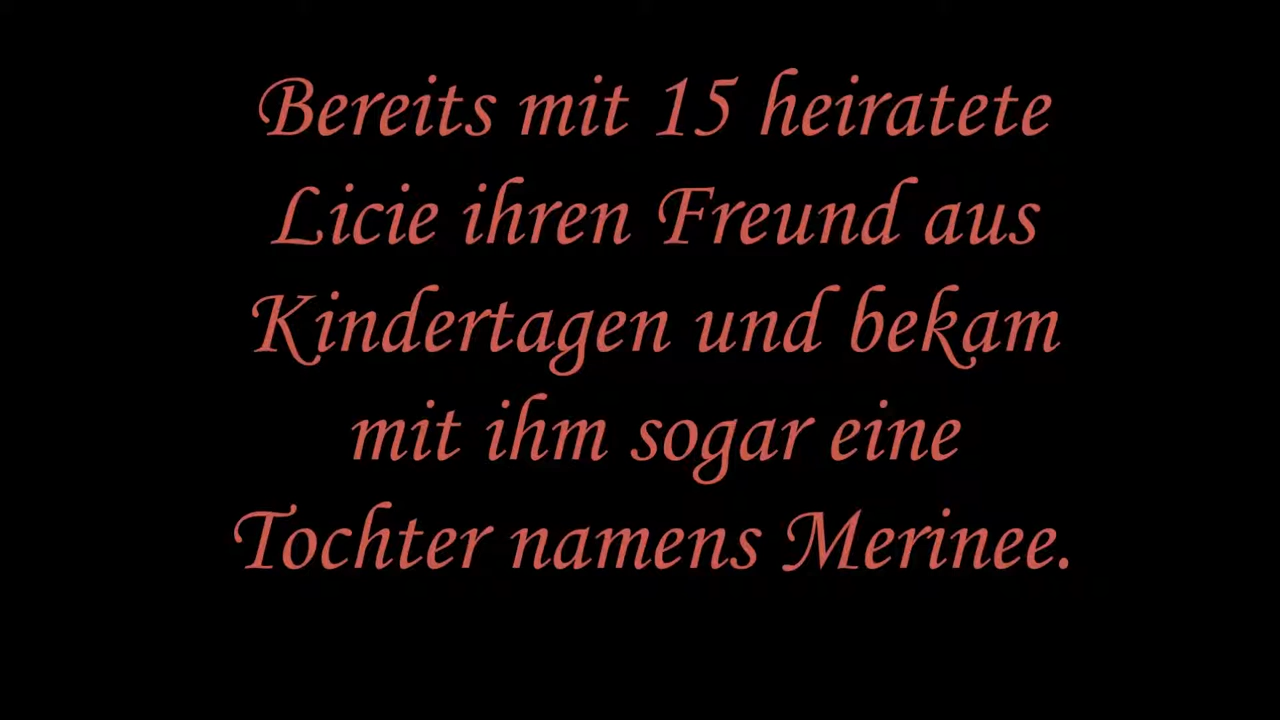 Bereits mit 15 heiratete
Licie ihren Freund aus
Kindertagen und bekam
mit ihm sogar eine
Tochter namens Merinee.